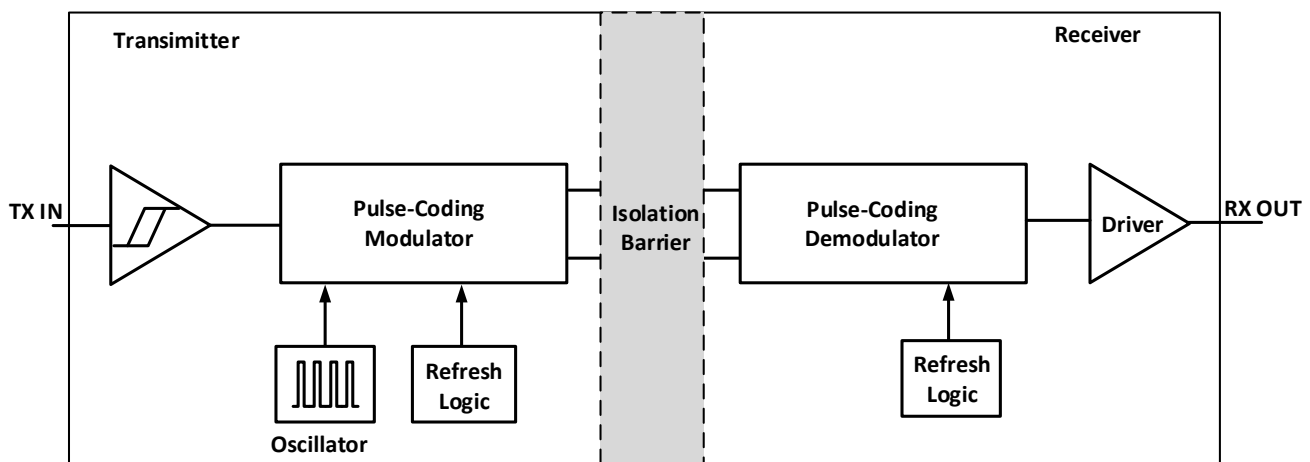 Transimitter
Receiver
TX IN
Pulse-Coding
Modulator
Isolation
Barrier
Pulse-Coding
Demodulator
Driver
RX OUT
Refresh
Logic
Oscillator
Refresh
Logic